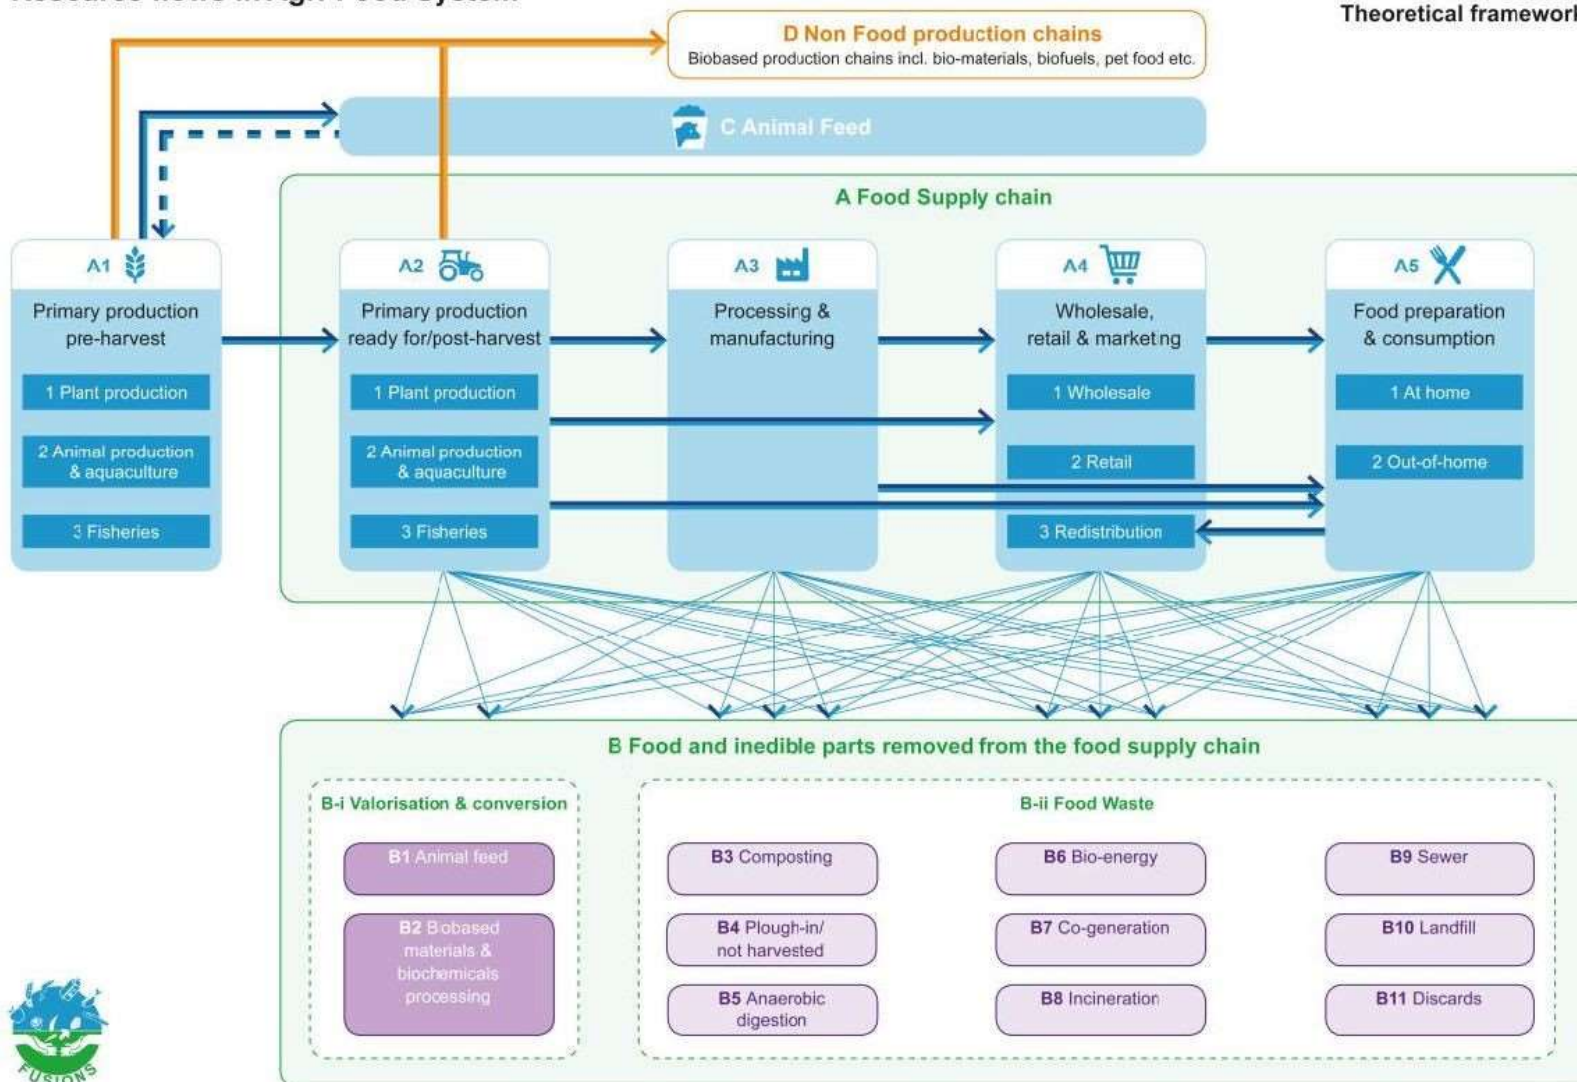 Theoretical framework
D Non Food production chains
Biobased production chains incl. bio-materials, biofuels, pet food etc.
C Animal Feed
A Food Supply chain
A1
Primary production
pre-harvest
1 Plant production
2 Animal production
& aquaculture
3 Fisheries
A2
Primary production
ready for/post-harvest
1 Plant production
2 Animal production
& aquaculture
3 Fisheries
A3
Processing &
manufacturing
A4
Wholesale,
retail & marketing
1 Wholesale
2 Retail
3 Redistribution
A5
Food preparation
& consumption
1 At home
2 Out-of-home
B Food and inedible parts removed from the food supply chain
B-i Valorisation & conversion
B1 Animal feed
B2 Biobased
materials &
biochemicals
processing
B-ii Food Waste
B3 Composting
B4 Plough-in/
not harvested
B5 Anaerobic
digestion
B6 Bio-energy
B7 Co-generation
B8 Incineration
B9 Sewer
B10 Landfill
B11 Discards
FUSIONS